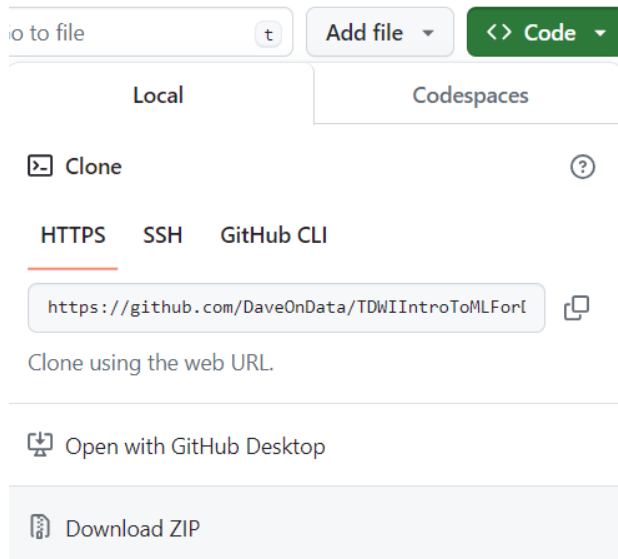 o to file t Add file <> Code
Local Codespaces
Clone
HTTPS SSH GitHub CLI
https://github.com/DaveOnData/TDWIIntroToMLForD
Clone using the web URL.
Open with GitHub Desktop
Download ZIP